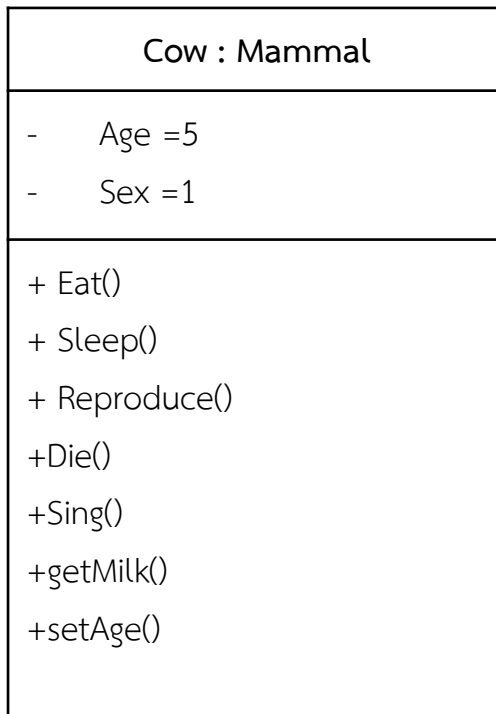 Cow : Mammal
- Age =5
- Sex =1
+ Eat()
+ Sleep()
+ Reproduce()
+Die()
+Sing()
+getMilk()
+setAge()